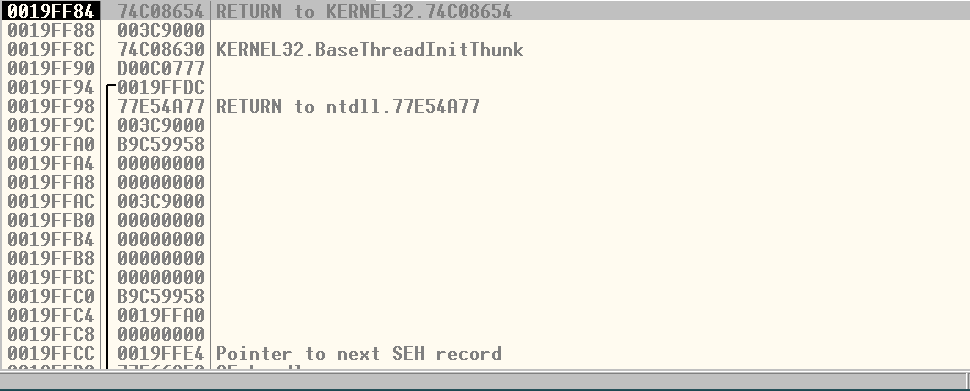 0019FF84 74C08654 RETURN to KERNEL32.74C08654
0019FF88 003C9000
0019FF8C 74C08630 KERNEL32.BaseThreadInitThunk
0019FF90 D00C0777
0019FF94 0019FFDC
0019FF98 77E54A77 RETURN to ntdll.77E54A77
0019FF9C 003C9000
0019FFA0 B9C59958
0019FFA4 00000000
0019FFA8 00000000
0019FFAC 003C9000
0019FFB0 00000000
0019FFB4 00000000
0019FFB8 00000000
0019FFBC 00000000
0019FFC0 B9C59958
0019FFC4 0019FFA0
0019FFC8 00000000
0019FFCC 0019FFE4 Pointer to next SEH record